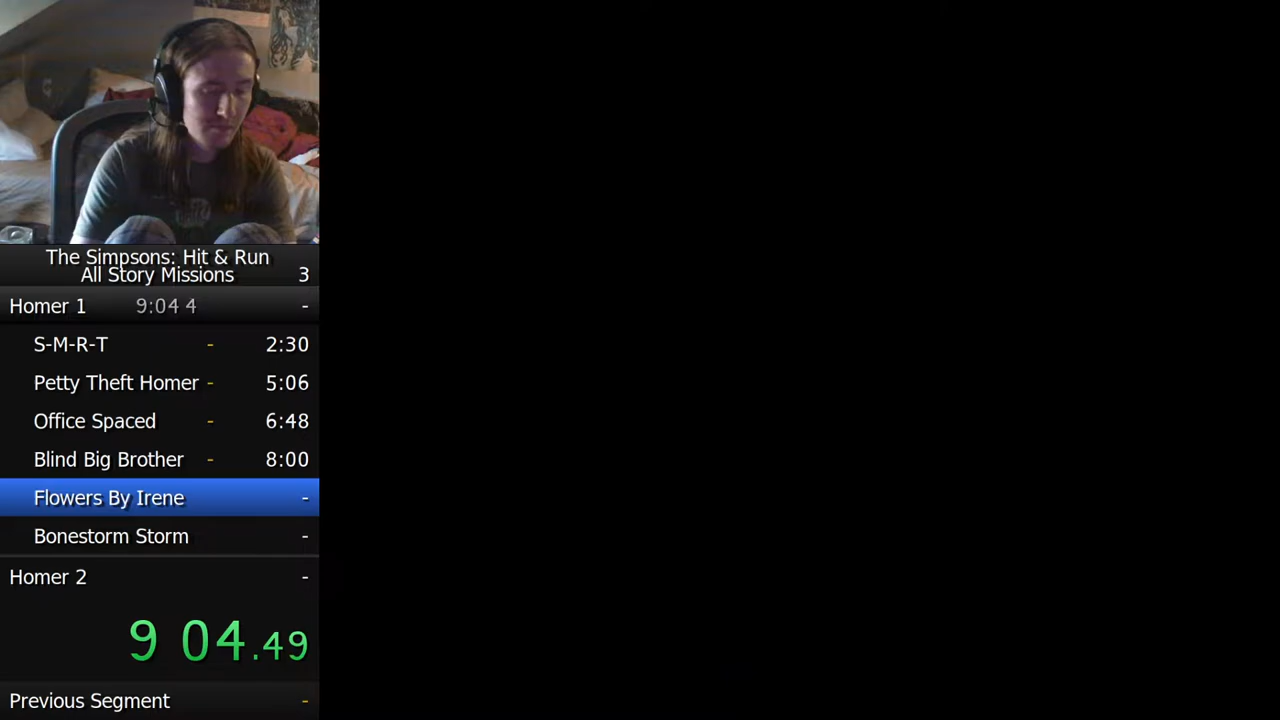 The Simpsons: Hit & Run
All Story Missions 3
Homer 1 9:04 4 -
S-M-R-T - 2:30
Petty Theft Homer - 5:06
Office Spaced - 6:48
Blind Big Brother - 8:00
Flowers By Irene -
Bonestorm Storm -
Homer 2 -
9 04.49
Previous Segment -